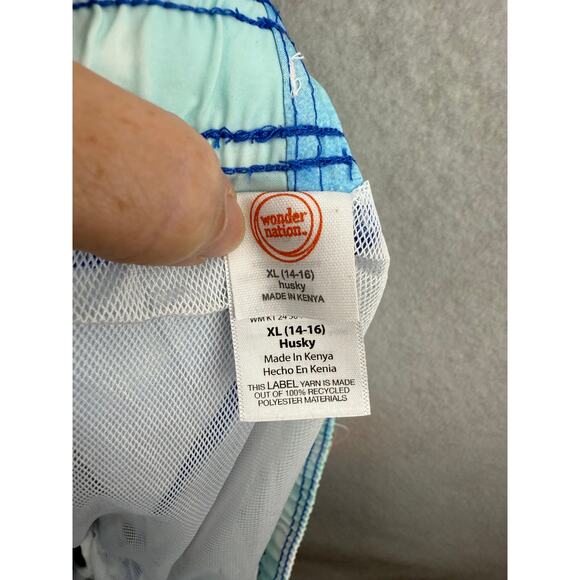 wonder
nation™
XL (14-16)
husky
MADE IN KENYA
XL (14-16)
Husky
Made In Kenya
Hecho En Kenia
THIS LABEL YARN IS MADE
OUT OF 100% RECYCLED
POLYESTER MATERIALS